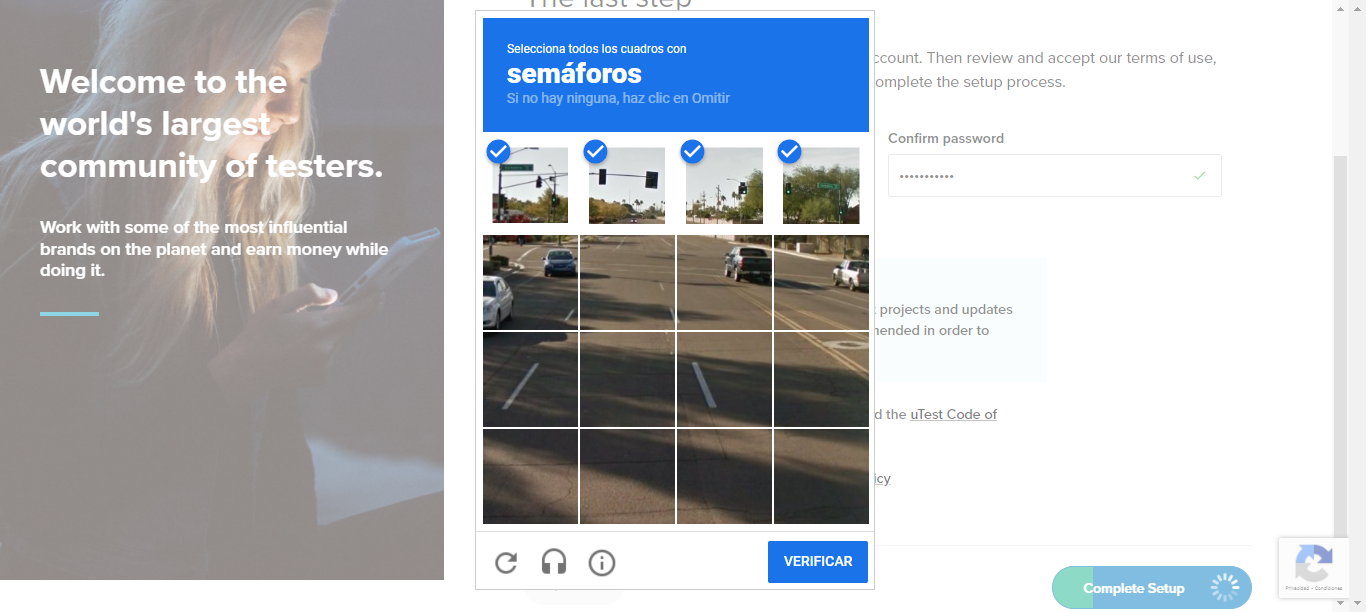 The last step
Welcome to the
world's largest
community of testers.
Work with some of the most influential
brands on the planet and earn money while
doing it.
Selecciona todos los cuadros con
semáforos
Si no hay ninguna, haz clic en Omitir
VERIFICAR
ccount. Then review and accept our terms of use,
omplete the setup process.
Confirm password
projects and updates
mended in order to
d the uTest Code of
icy
Complete Setup
Privacidad - Condiciones